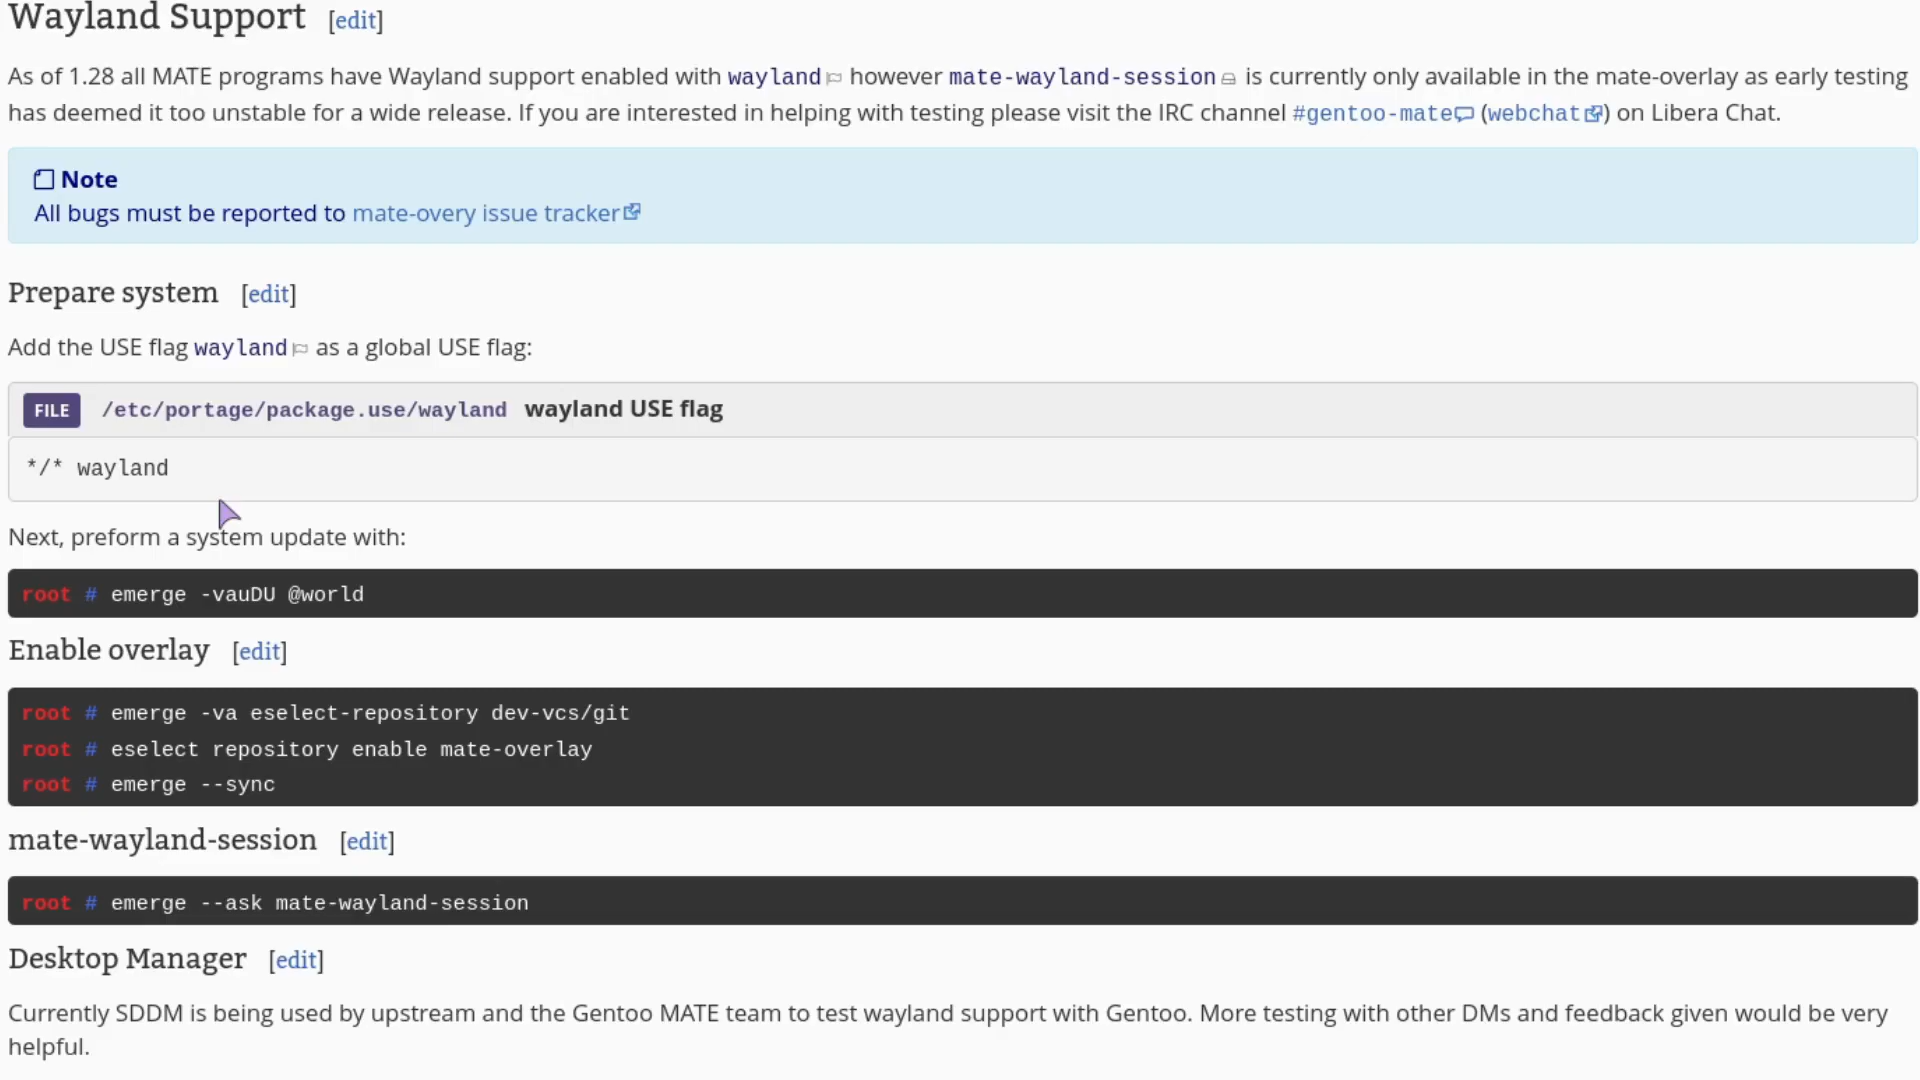 Wayland Support [edit]
As of 1.28 all MATE programs have Wayland support enabled with wayland however mate-wayland-session is currently only available in the mate-overlay as early testing
has deemed it too unstable for a wide release. If you are interested in helping with testing please visit the IRC channel #gentoo-mate (webchat) on Libera Chat.
Note
All bugs must be reported to mate-overy issue tracker
Prepare system [edit]
Add the USE flag wayland as a global USE flag:
FILE /etc/portage/package.use/wayland wayland USE flag
*/* wayland
Next, preform a system update with:
root # emerge -vauDU @world
Enable overlay [edit]
root # emerge -va eselect-repository dev-vcs/git
root # eselect repository enable mate-overlay
root # emerge --sync
mate-wayland-session [edit]
root # emerge --ask mate-wayland-session
Desktop Manager [edit]
Currently SDDM is being used by upstream and the Gentoo MATE team to test wayland support with Gentoo. More testing with other DMs and feedback given would be very
helpful.